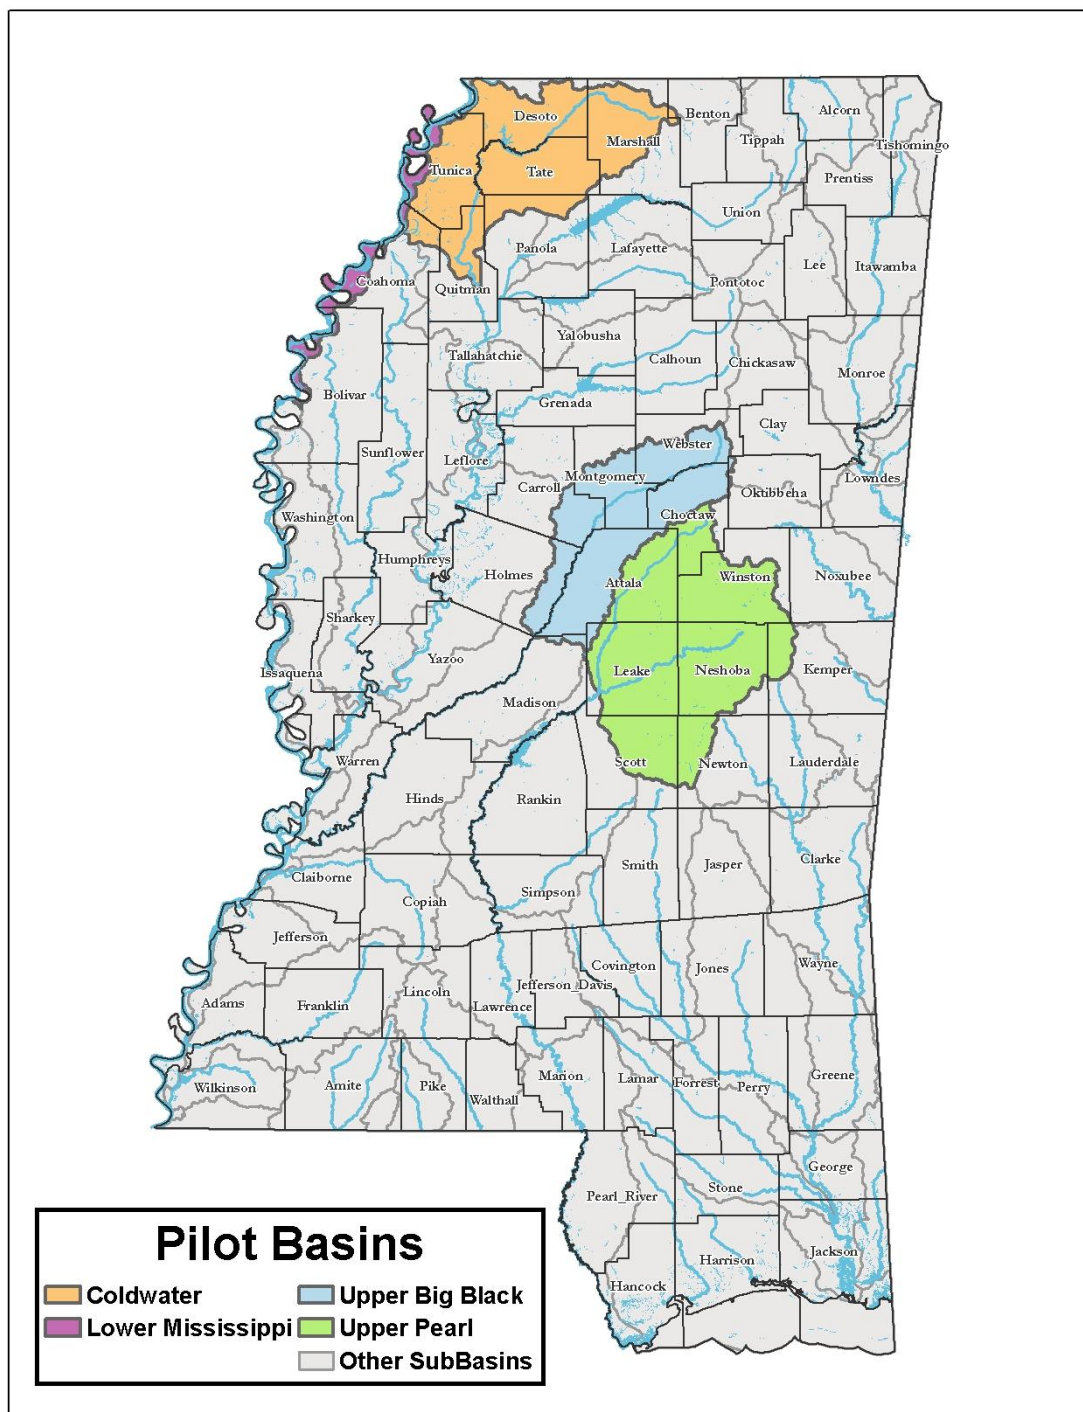 Alcorn
Benton
Desoto
Tippah
Marshall
Tishomingo
Tunica
Tate
Prentiss
Union
Panola
Lafayette
Lee
Itawamba
Coahoma
Quitman
Pontotoc
Yalobusha
Tallahatchie
Calhoun
Chickasaw
Monroe
Bolivar
Grenada
Clay
Webster
Sunflower
Leflore
Montgomery
Carroll
Lowndes
Oktibbeha
Washington
Choctaw
Humphreys
Holmes
Attala
Winston
Noxubee
Sharkey
Yazoo
Issaquena
Leake
Neshoba
Kemper
Madison
Warren
Scott
Newton
Lauderdale
Hinds
Rankin
Smith
Jasper
Clarke
Claiborne
Simpson
Copiah
Jefferson
Covington
Jones
Wayne
Jefferson_Davis
Lincoln
Adams
Franklin
Lawrence
Marion
Lamar
Forrest
Perry
Greene
Wilkinson
Amite
Pike
Walthall
George
Pearl_River
Stone
Jackson
Harrison
Hancock
Pilot Basins
Coldwater
Lower Mississippi
Upper Big Black
Upper Pearl
Other SubBasins